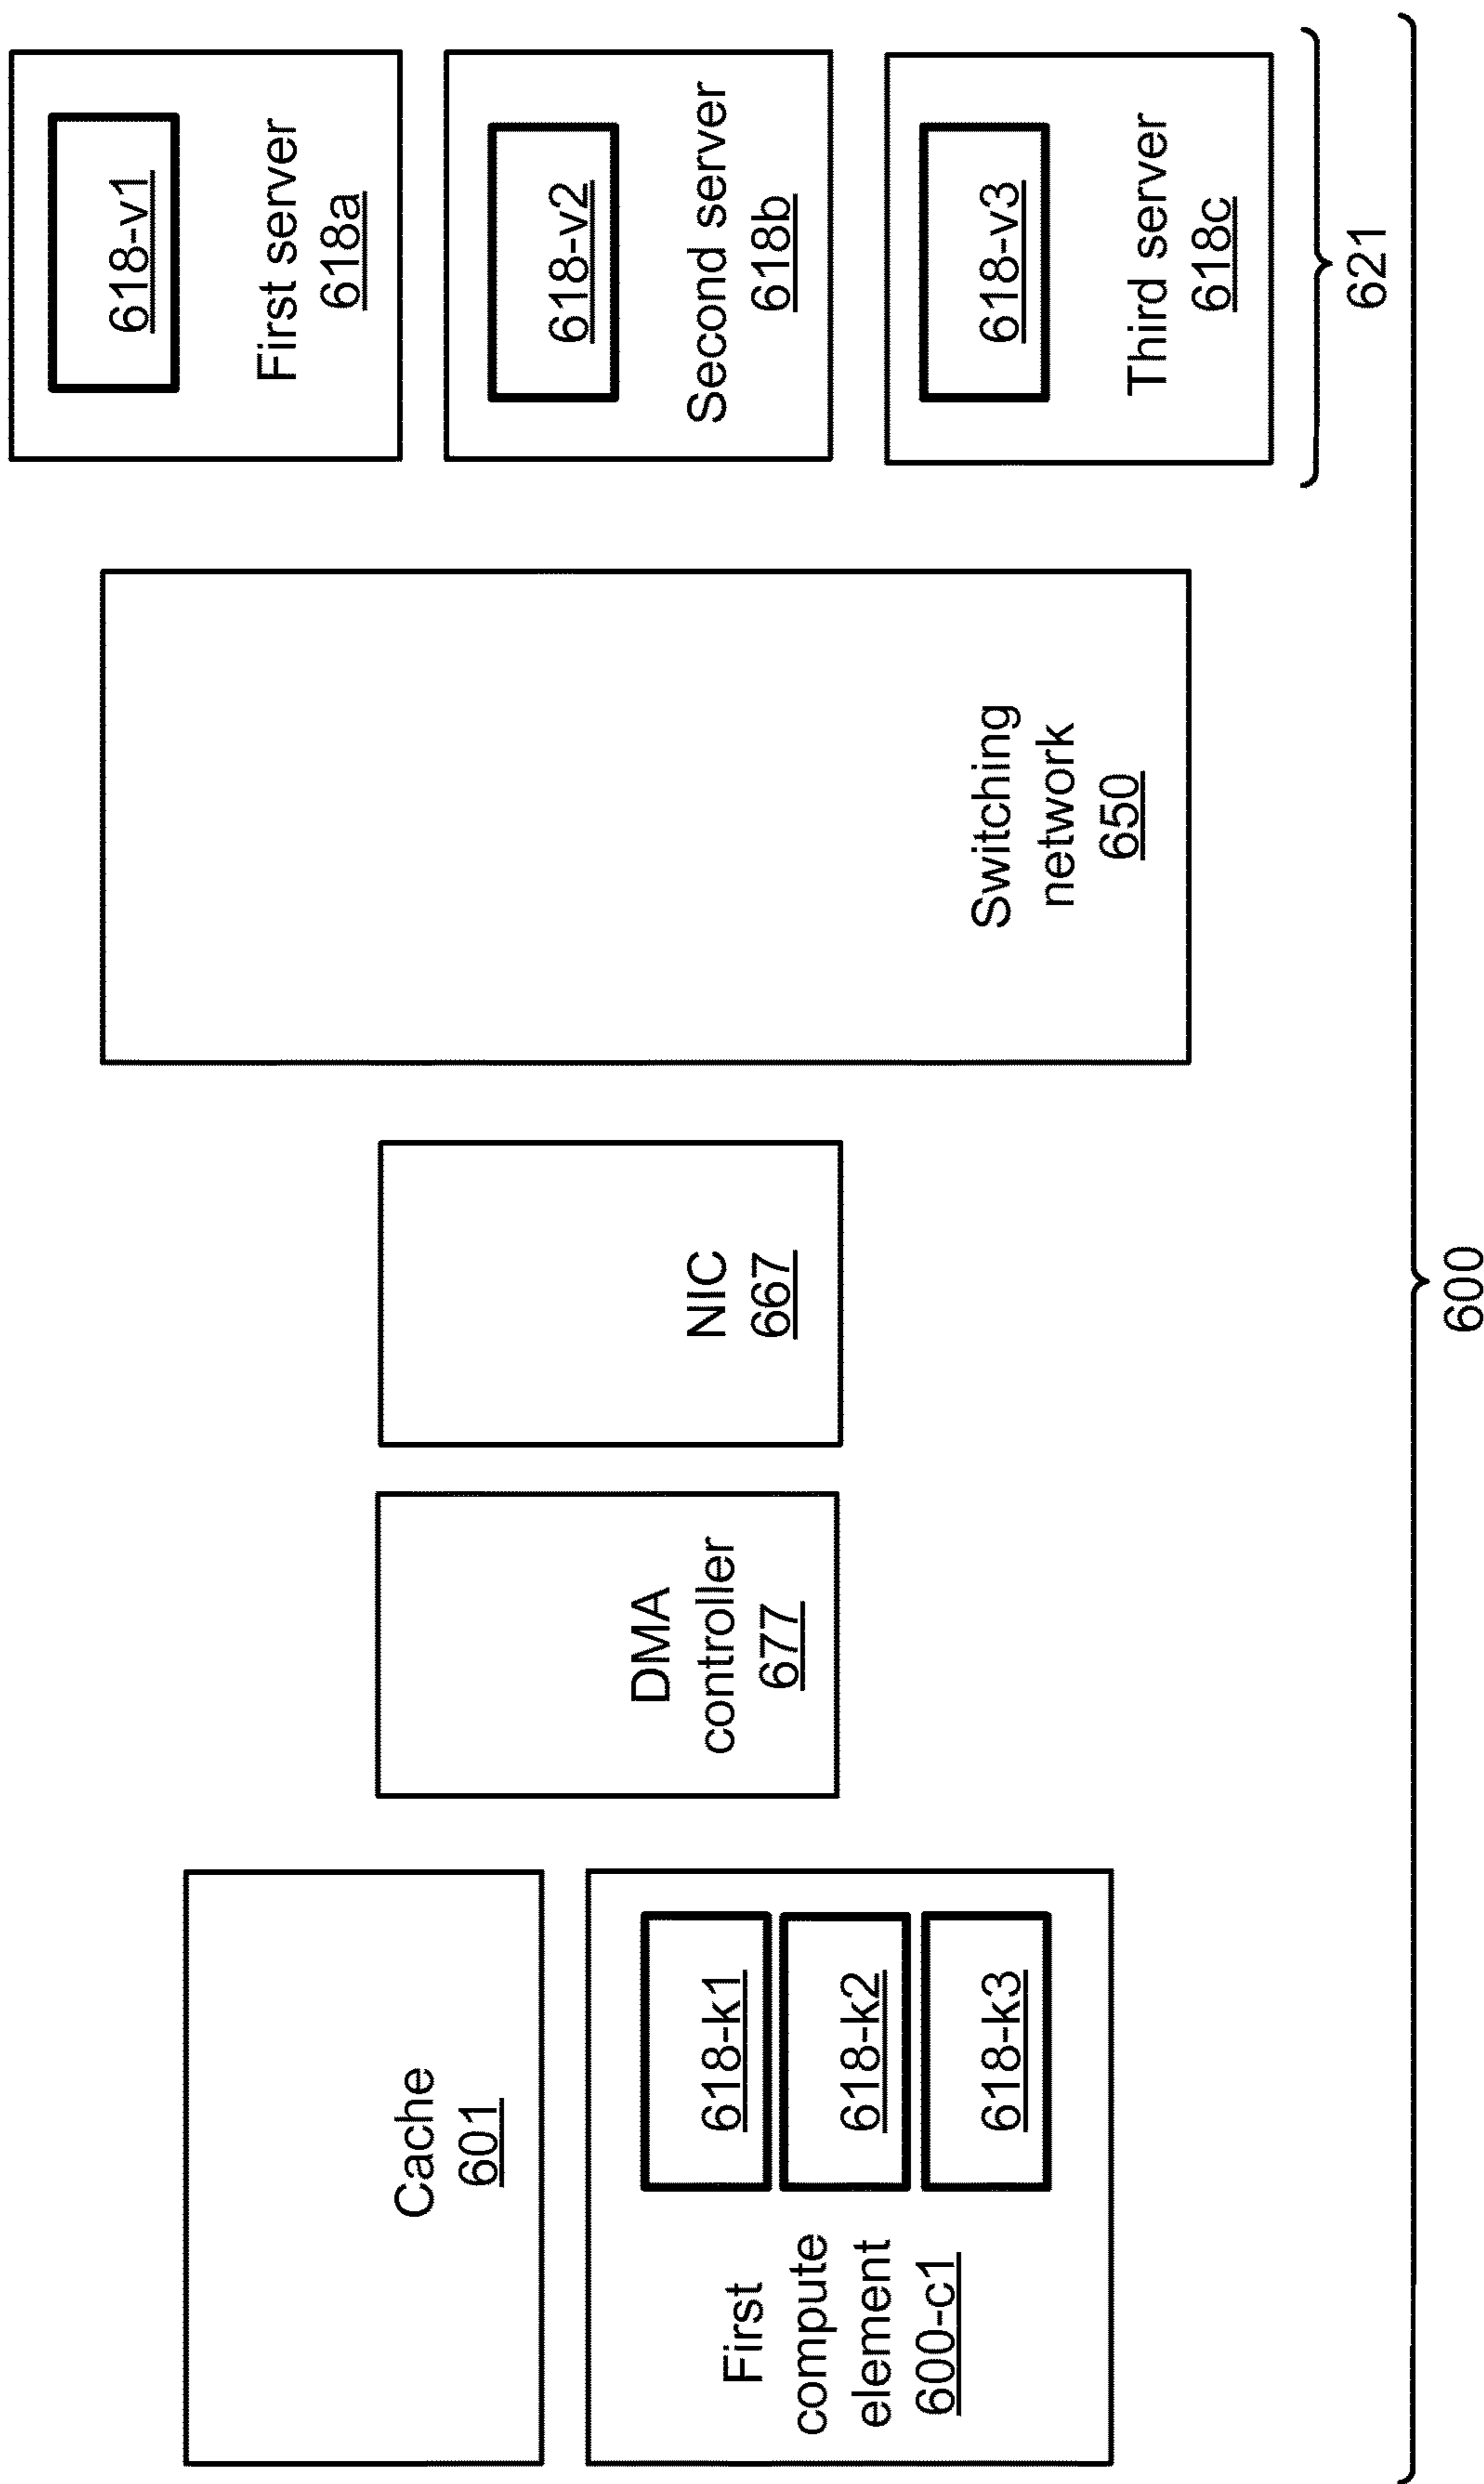 Cache
601
First
compute
element
600-c1
618-k1
618-k2
618-k3
DMA
controller
677
NIC
667
Switching
network
650
618-v1
First server
618a
618-v2
Second server
618b
618-v3
Third server
618c
621
600